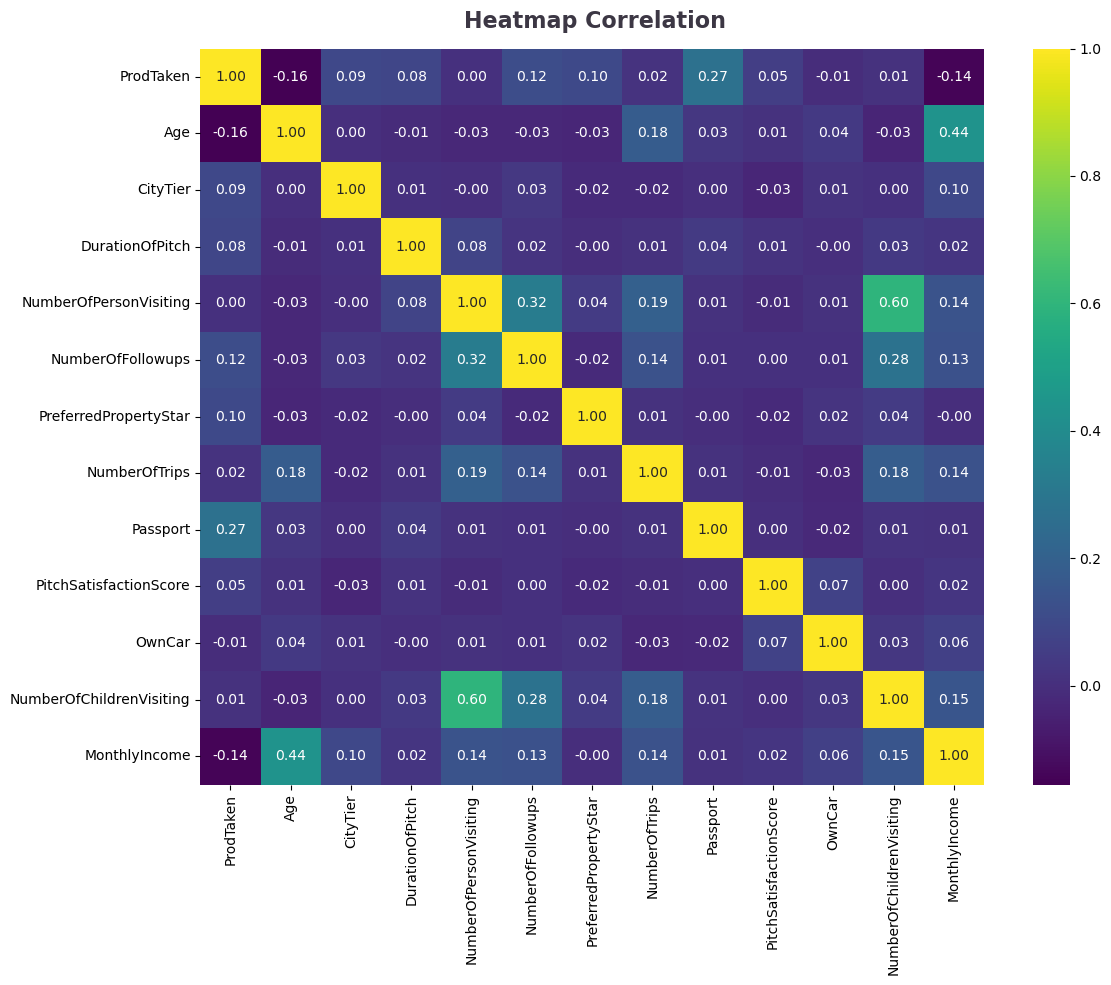 Heatmap Correlation
ProdTaken 1.00 -0.16 0.09 0.08 0.00 0.12 0.10 0.02 0.27 0.05 -0.01 0.01 -0.14
Age -0.16 1.00 0.00 -0.01 -0.03 -0.03 -0.03 0.18 0.03 0.01 0.04 -0.03 0.44
CityTier 0.09 0.00 1.00 0.01 -0.00 0.03 -0.02 -0.02 0.00 -0.03 0.01 0.00 0.10
DurationOfPitch 0.08 -0.01 0.01 1.00 0.08 0.02 -0.00 0.01 0.04 0.01 -0.00 0.03 0.02
NumberOfPersonVisiting 0.00 -0.03 -0.00 0.08 1.00 0.32 0.04 0.19 0.01 -0.01 0.01 0.60 0.14
NumberOfFollowups 0.12 -0.03 0.03 0.02 0.32 1.00 -0.02 0.14 0.01 0.00 0.01 0.28 0.13
PreferredPropertyStar 0.10 -0.03 -0.02 -0.00 0.04 -0.02 1.00 0.01 -0.00 -0.02 0.02 0.04 -0.00
NumberOfTrips 0.02 0.18 -0.02 0.01 0.19 0.14 0.01 1.00 0.01 -0.01 -0.03 0.18 0.14
Passport 0.27 0.03 0.00 0.04 0.01 0.01 -0.00 0.01 1.00 0.00 -0.02 0.01 0.01
PitchSatisfactionScore 0.05 0.01 -0.03 0.01 -0.01 0.00 -0.02 -0.01 0.00 1.00 0.07 0.00 0.02
OwnCar -0.01 0.04 0.01 -0.00 0.01 0.01 0.02 -0.03 -0.02 0.07 1.00 0.03 0.06
NumberOfChildrenVisiting 0.01 -0.03 0.00 0.03 0.60 0.28 0.04 0.18 0.01 0.00 0.03 1.00 0.15
MonthlyIncome -0.14 0.44 0.10 0.02 0.14 0.13 -0.00 0.14 0.01 0.02 0.06 0.15 1.00
ProdTaken
Age
CityTier
DurationOfPitch
NumberOfPersonVisiting
NumberOfFollowups
PreferredPropertyStar
NumberOfTrips
Passport
PitchSatisfactionScore
OwnCar
NumberOfChildrenVisiting
MonthlyIncome
1.0
0.8
0.6
0.4
0.2
0.0